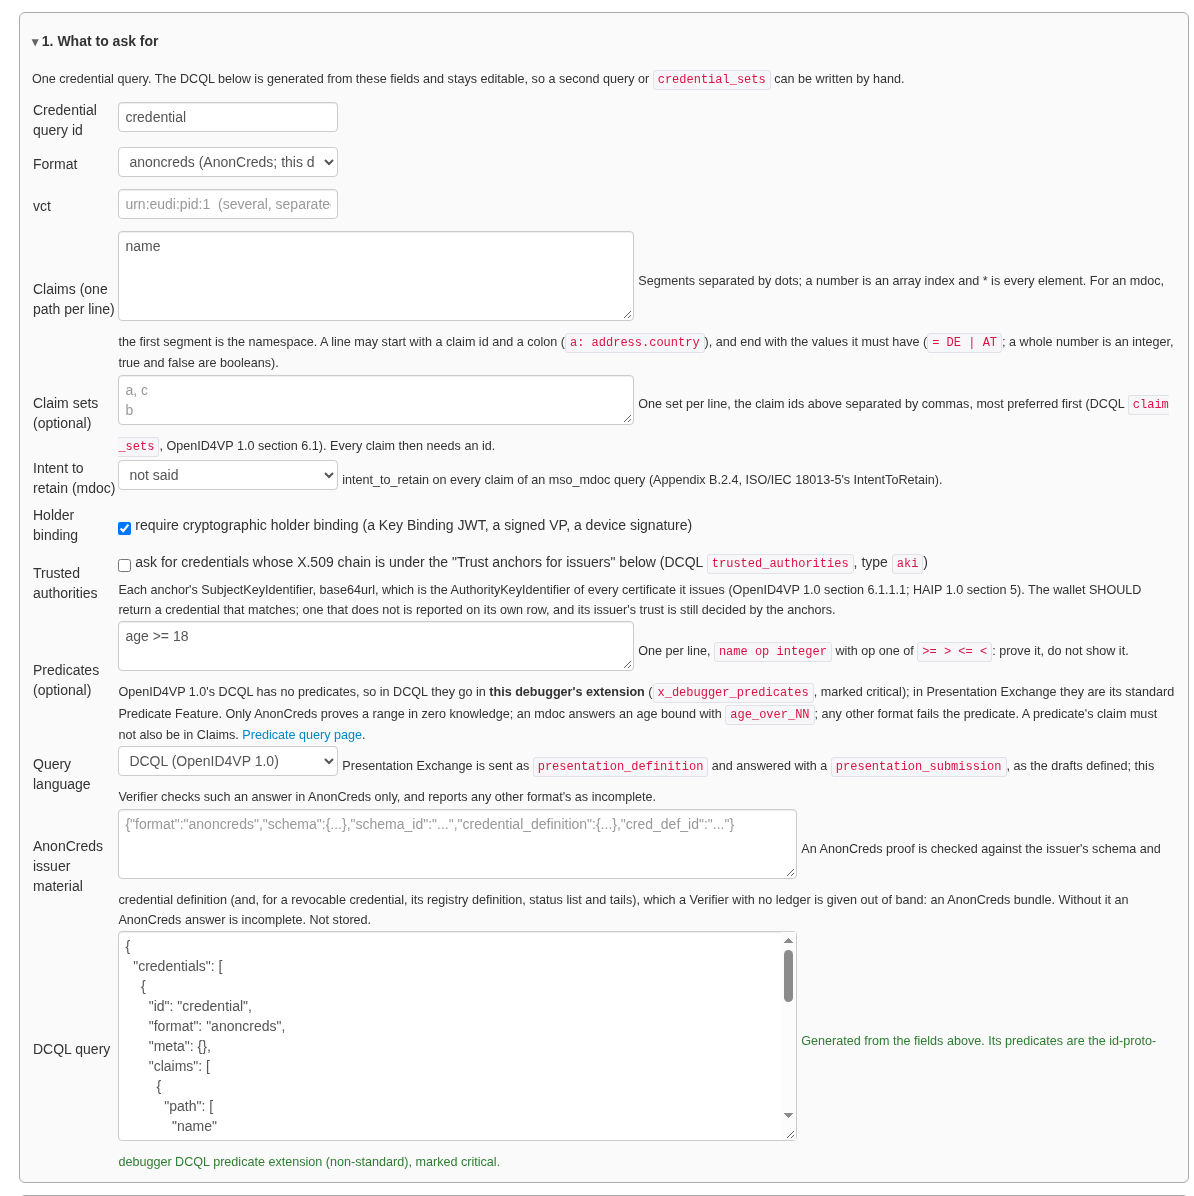 ▾ 1. What to ask for
One credential query. The DCQL below is generated from these fields and stays editable, so a second query or credential_sets can be written by hand.
Credential query id
credential
Format
anoncreds (AnonCreds; this d
vct
urn:eudi:pid:1  (several, separate
Claims (one path per line)
name
Segments separated by dots; a number is an array index and * is every element. For an mdoc,
the first segment is the namespace. A line may start with a claim id and a colon ( a: address.country ), and end with the values it must have ( = DE | AT ; a whole number is an integer,
true and false are booleans).
Claim sets (optional)
a, c
b
One set per line, the claim ids above separated by commas, most preferred first (DCQL claim
_sets , OpenID4VP 1.0 section 6.1). Every claim then needs an id.
Intent to retain (mdoc)
not said
intent_to_retain on every claim of an mso_mdoc query (Appendix B.2.4, ISO/IEC 18013-5's IntentToRetain).
Holder binding
require cryptographic holder binding (a Key Binding JWT, a signed VP, a device signature)
Trusted authorities
ask for credentials whose X.509 chain is under the "Trust anchors for issuers" below (DCQL trusted_authorities , type aki )
Each anchor's SubjectKeyIdentifier, base64url, which is the AuthorityKeyIdentifier of every certificate it issues (OpenID4VP 1.0 section 6.1.1.1; HAIP 1.0 section 5). The wallet SHOULD
return a credential that matches; one that does not is reported on its own row, and its issuer's trust is still decided by the anchors.
Predicates (optional)
age >= 18
One per line, name op integer with op one of >= > <= < : prove it, do not show it.
OpenID4VP 1.0's DCQL has no predicates, so in DCQL they go in this debugger's extension ( x_debugger_predicates , marked critical); in Presentation Exchange they are its standard
Predicate Feature. Only AnonCreds proves a range in zero knowledge; an mdoc answers an age bound with age_over_NN ; any other format fails the predicate. A predicate's claim must
not also be in Claims. Predicate query page.
Query language
DCQL (OpenID4VP 1.0)
Presentation Exchange is sent as presentation_definition and answered with a presentation_submission , as the drafts defined; this
Verifier checks such an answer in AnonCreds only, and reports any other format's as incomplete.
AnonCreds issuer material
{"format":"anoncreds","schema":{...},"schema_id":"...","credential_definition":{...},"cred_def_id":"..."}
An AnonCreds proof is checked against the issuer's schema and
credential definition (and, for a revocable credential, its registry definition, status list and tails), which a Verifier with no ledger is given out of band: an AnonCreds bundle. Without it an
AnonCreds answer is incomplete. Not stored.
DCQL query
{
"credentials": [
{
"id": "credential",
"format": "anoncreds",
"meta": {},
"claims": [
{
"path": [
"name"
Generated from the fields above. Its predicates are the id-proto-
debugger DCQL predicate extension (non-standard), marked critical.